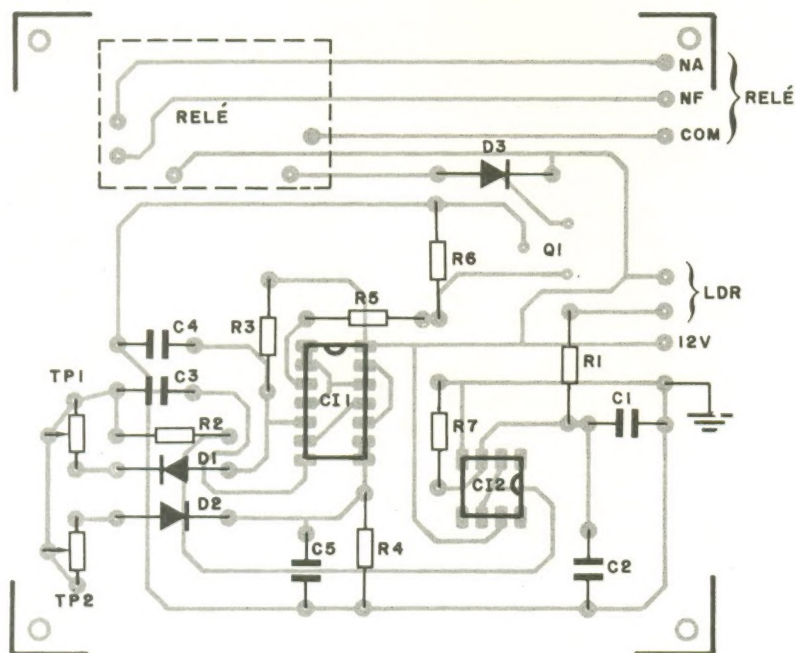 NA
NF
RELÉ
RELÉ
COM
D3
Q1
R6
LDR
R5
R3
C4
12V
TP1
C3
CI1
R1
C1
R2
R7
D1
CI2
D2
C5
R4
C2
TP2